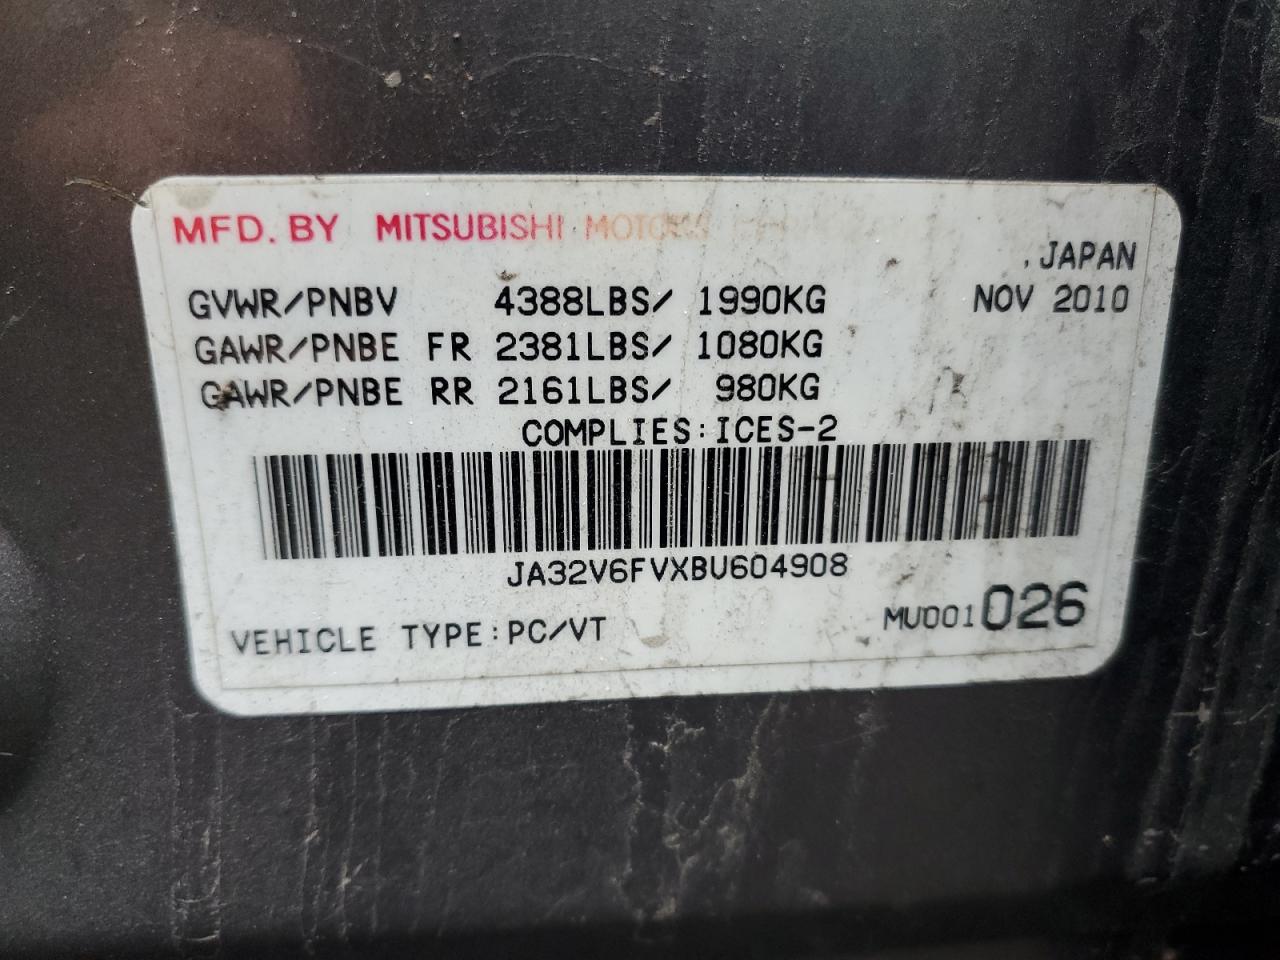 MFD. BY MITSUBISHI MOTORS
, JAPAN
GVWR/PNBV 4388LBS/ 1990KG NOV 2010
GAWR/PNBE FR 2381LBS/ 1080KG
GAWR/PNBE RR 2161LBS/ 980KG
COMPLIES:ICES-2
JA32V6FVXBU604908
VEHICLE TYPE:PC/VT MU001026